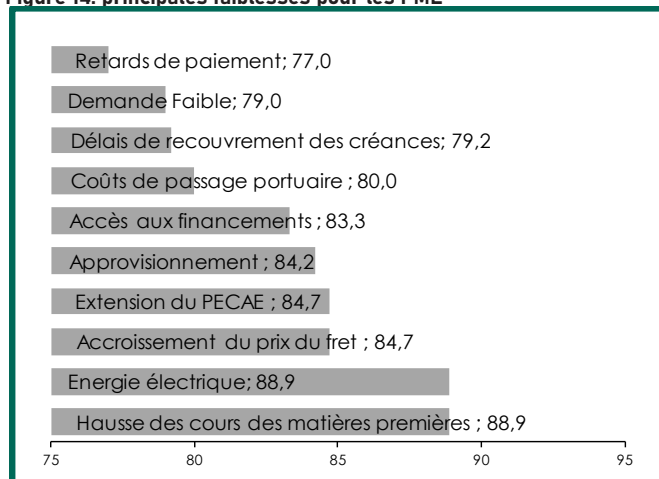 Figure 14: principales faiblesses pour les PME
Retards de paiement; 77,0
Demande Faible; 79,0
Délais de recouvrement des créances; 79,2
Coûts de passage portuaire ; 80,0
Accès aux financements ; 83,3
Approvisionnement ; 84,2
Extension du PECAE ; 84,7
Accroissement du prix du fret ; 84,7
Energie électrique; 88,9
Hausse des cours des matières premières ; 88,9
75 80 85 90 95